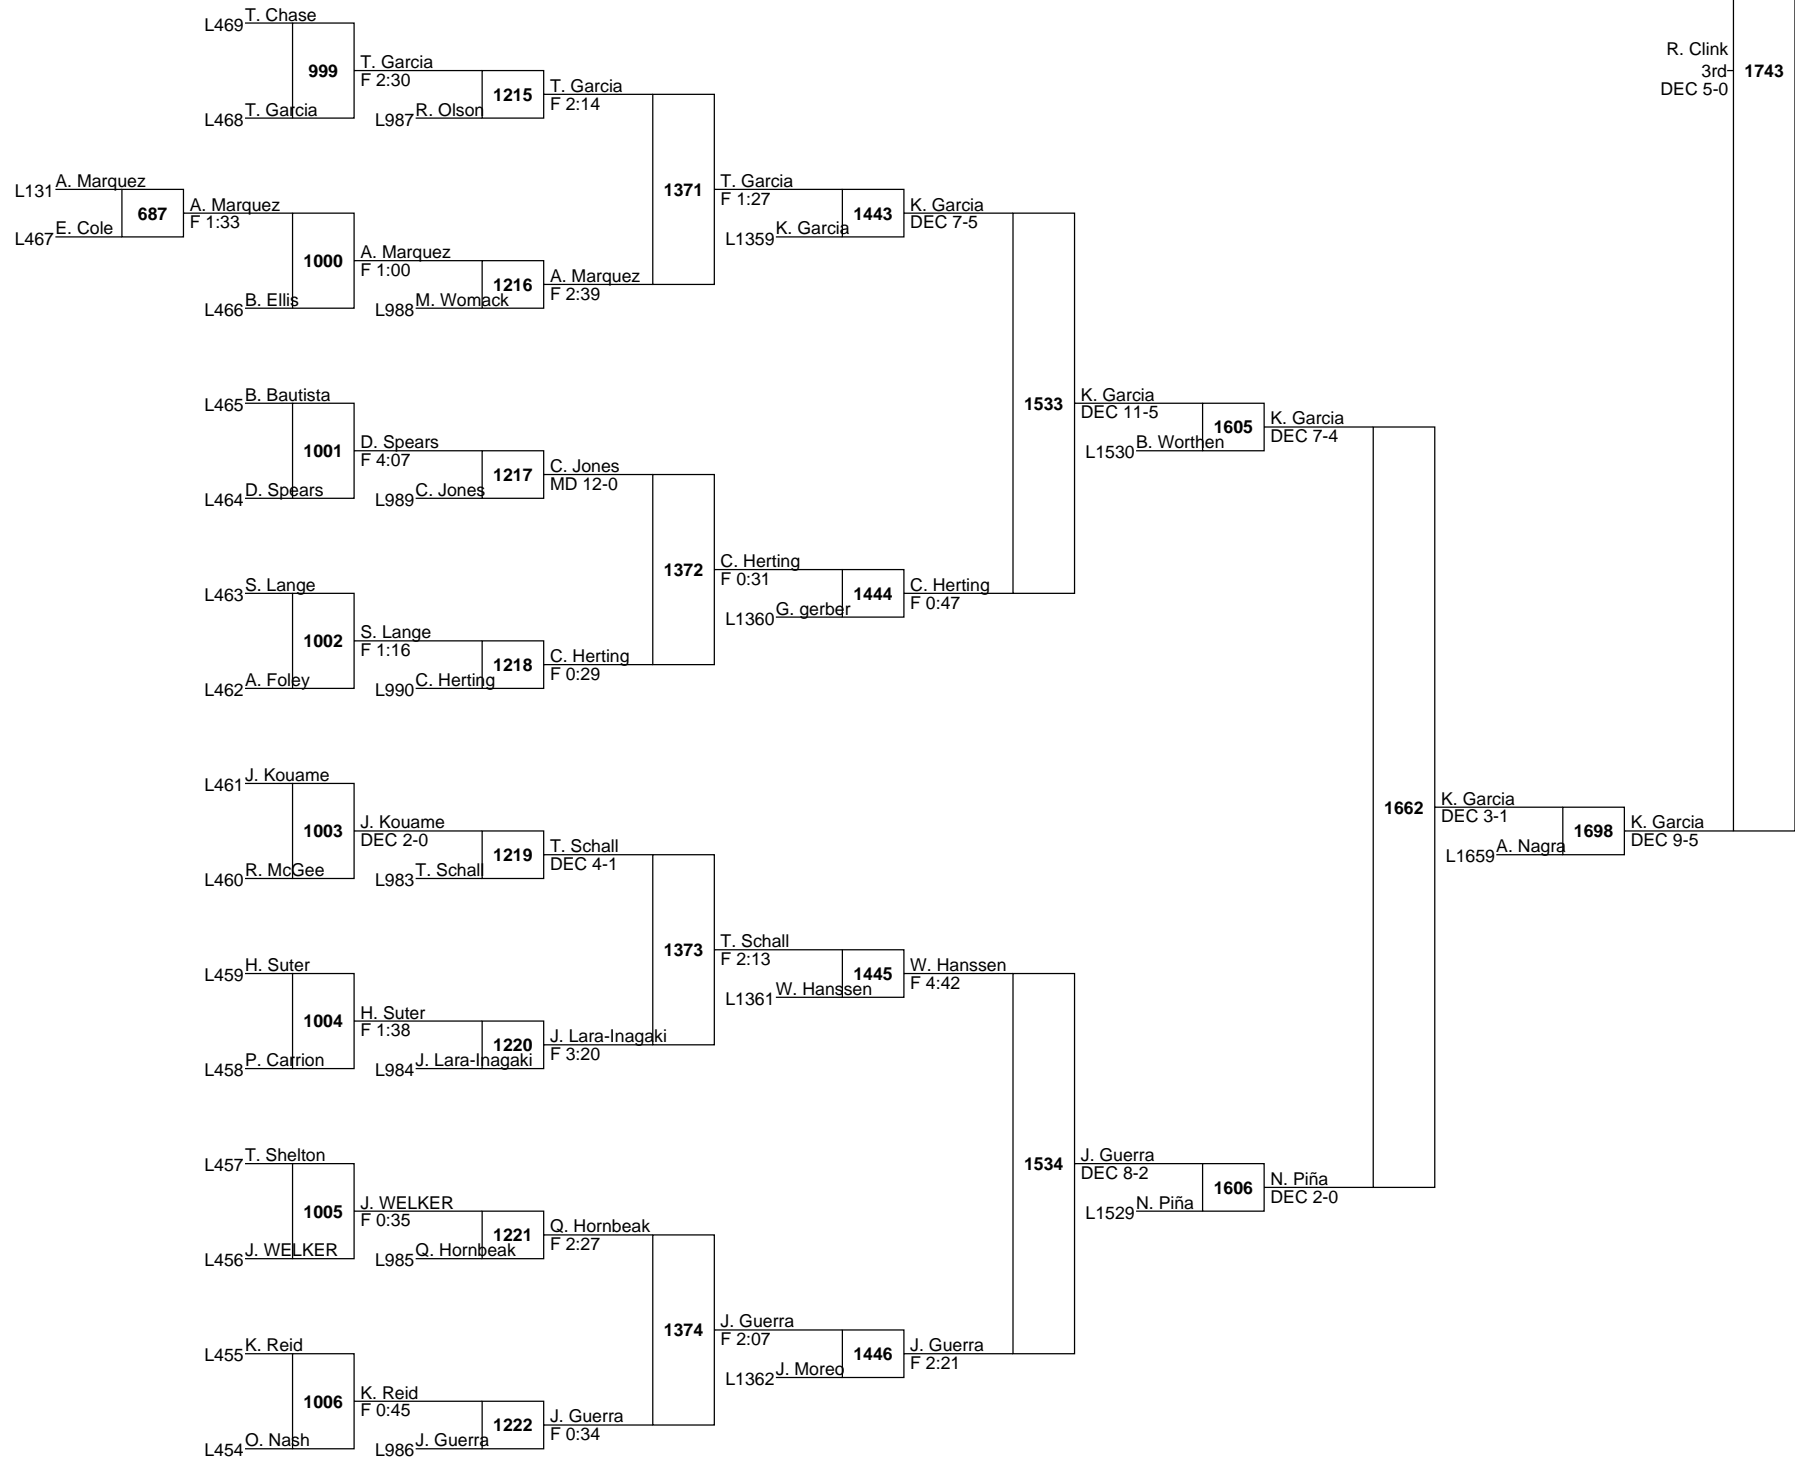 T. Chase
L469
R. Clink
3rd
1743
DEC 5-0
999
T. Garcia
F 2:30
1215
T. Garcia
F 2:14
L468
T. Garcia
L987
R. Olson
L131
A. Marquez
687
A. Marquez
F 1:33
L467
E. Cole
1371
T. Garcia
F 1:27
1443
K. Garcia
DEC 7-5
L1359
K. Garcia
1000
A. Marquez
F 1:00
1216
A. Marquez
F 2:39
L466
B. Ellis
L988
M. Womack
L465
B. Bautista
1533
K. Garcia
DEC 11-5
1605
K. Garcia
DEC 7-4
L1530
B. Worthen
1001
D. Spears
F 4:07
1217
C. Jones
MD 12-0
L464
D. Spears
L989
C. Jones
L463
S. Lange
1372
C. Herting
F 0:31
1444
C. Herting
F 0:47
L1360
G. gerber
1002
S. Lange
F 1:16
1218
C. Herting
F 0:29
L462
A. Foley
L990
C. Herting
L461
J. Kouame
1662
K. Garcia
DEC 3-1
1698
K. Garcia
DEC 9-5
L1659
A. Nagra
1003
J. Kouame
DEC 2-0
1219
T. Schall
DEC 4-1
L460
R. McGee
L983
T. Schall
L459
H. Suter
1373
T. Schall
F 2:13
1445
W. Hanssen
F 4:42
L1361
W. Hanssen
1004
H. Suter
F 1:38
1220
J. Lara-Inagaki
F 3:20
L458
P. Carrion
L984
J. Lara-Inagaki
L457
T. Shelton
1534
J. Guerra
DEC 8-2
1606
N. Piña
DEC 2-0
L1529
N. Piña
1005
J. WELKER
F 0:35
1221
Q. Hornbeak
F 2:27
L456
J. WELKER
L985
Q. Hornbeak
L455
K. Reid
1374
J. Guerra
F 2:07
1446
J. Guerra
F 2:21
L1362
J. Moreo
1006
K. Reid
F 0:45
1222
J. Guerra
F 0:34
L454
O. Nash
L986
J. Guerra